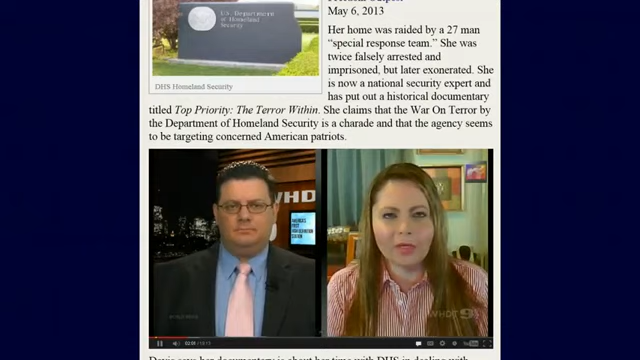 U.S. Department
of Homeland
Security
May 6, 2013
DHS Homeland Security
Her home was raided by a 27 man
“special response team.” She was
twice falsely arrested and
imprisoned, but later exonerated. She
is now a national security expert and
has put out a historical documentary
titled Top Priority: The Terror Within. She claims that the War On Terror by
the Department of Homeland Security is a charade and that the agency seems
to be targeting concerned American patriots.
WHDT
WHDT 9